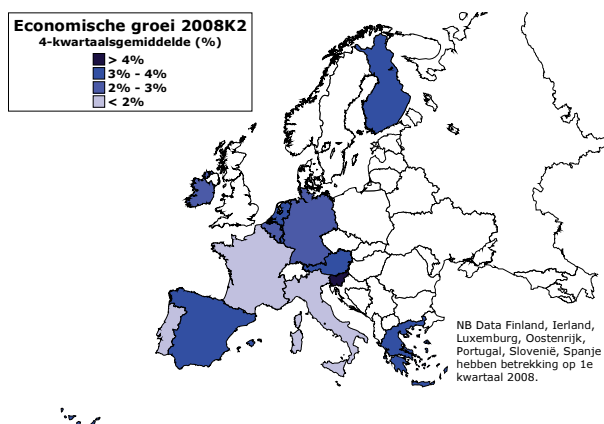 Economische groei 2008K2
4-kwartaalsgemiddelde (%)
> 4%
3% - 4%
2% - 3%
< 2%
NB Data Finland, Ierland,
Luxemburg, Oostenrijk,
Portugal, Slovenië, Spanje
hebben betrekking op 1e
kwartaal 2008.